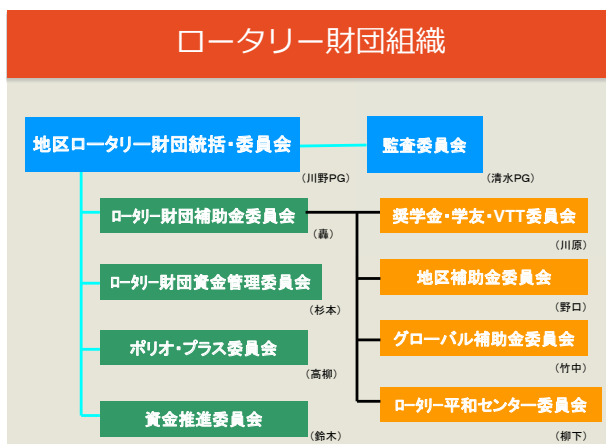 ロータリー財団組織
地区ロータリー財団統括・委員会
監査委員会
（川野PG）
（清水PG）
ロータリー財団補助金委員会
奨学金・学友・VTT委員会
（轟）
（川原）
ロータリー財団資金管理委員会
地区補助金委員会
（杉本）
（野口）
ポリオ・プラス委員会
グローバル補助金委員会
（高柳）
（竹中）
資金推進委員会
ロータリー平和センター委員会
（鈴木）
（柳下）